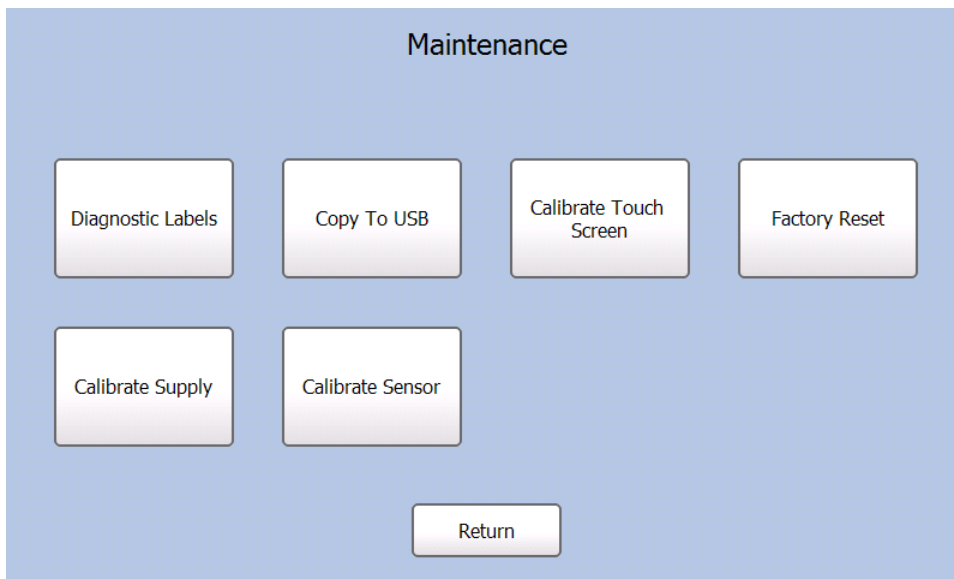 Maintenance
Diagnostic Labels
Copy To USB
Calibrate Touch
Screen
Factory Reset
Calibrate Supply
Calibrate Sensor
Return